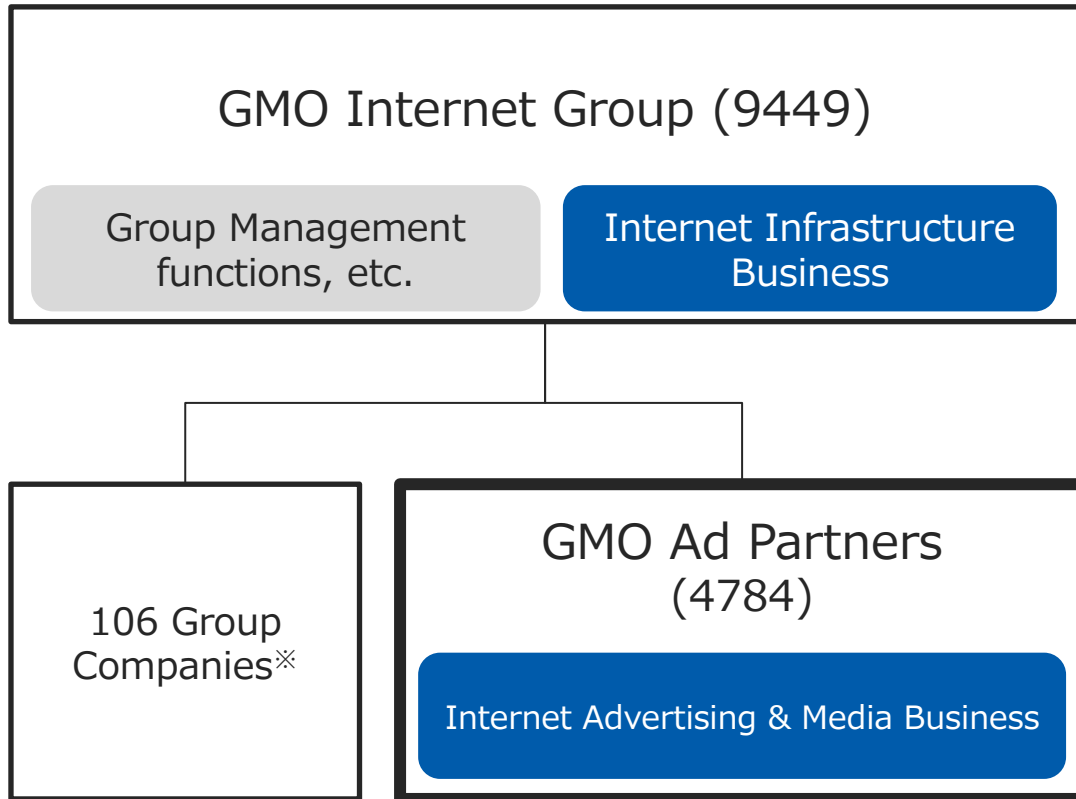 GMO Internet Group (9449)
Group Management
functions, etc.
Internet Infrastructure
Business
106 Group
Companies※
GMO Ad Partners
(4784)
Internet Advertising & Media Business